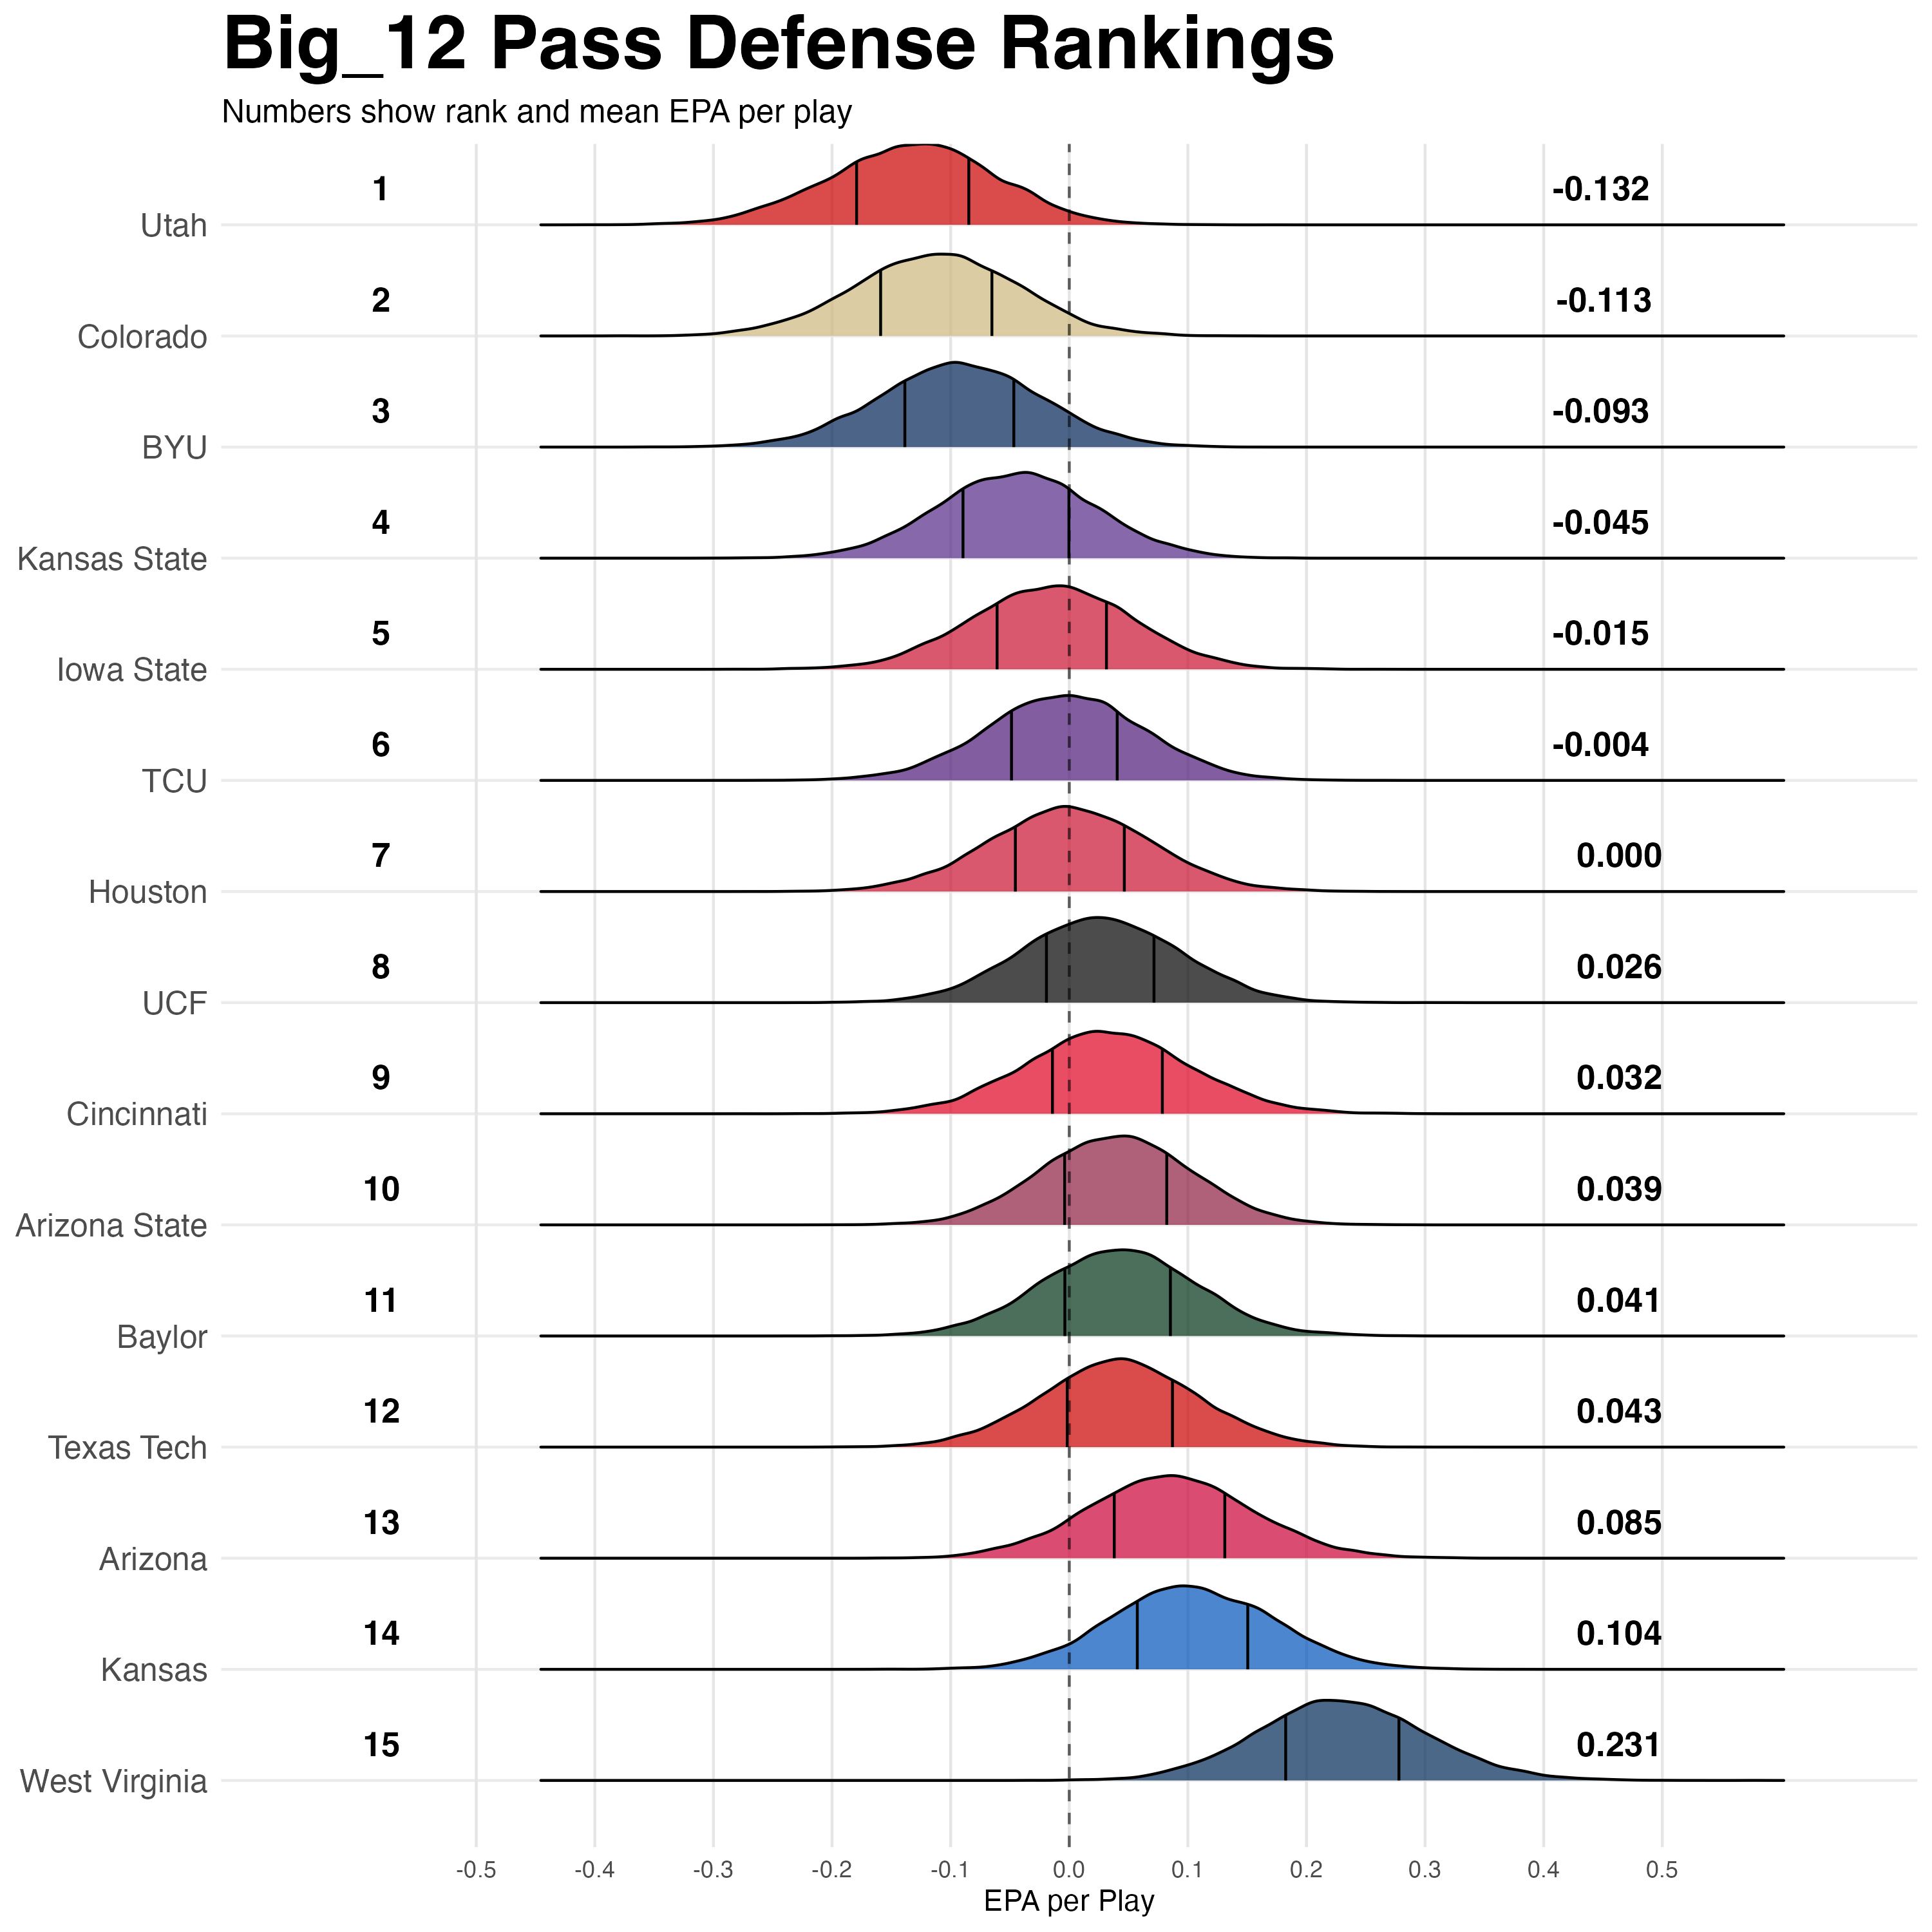 Big_12 Pass Defense Rankings
Numbers show rank and mean EPA per play
1 -0.132
Utah
2 -0.113
Colorado
3 -0.093
BYU
4 -0.045
Kansas State
5 -0.015
Iowa State
6 -0.004
TCU
7 0.000
Houston
8 0.026
UCF
9 0.032
Cincinnati
10 0.039
Arizona State
11 0.041
Baylor
12 0.043
Texas Tech
13 0.085
Arizona
14 0.104
Kansas
15 0.231
West Virginia
-0.5 -0.4 -0.3 -0.2 -0.1 0.0 0.1 0.2 0.3 0.4 0.5
EPA per Play